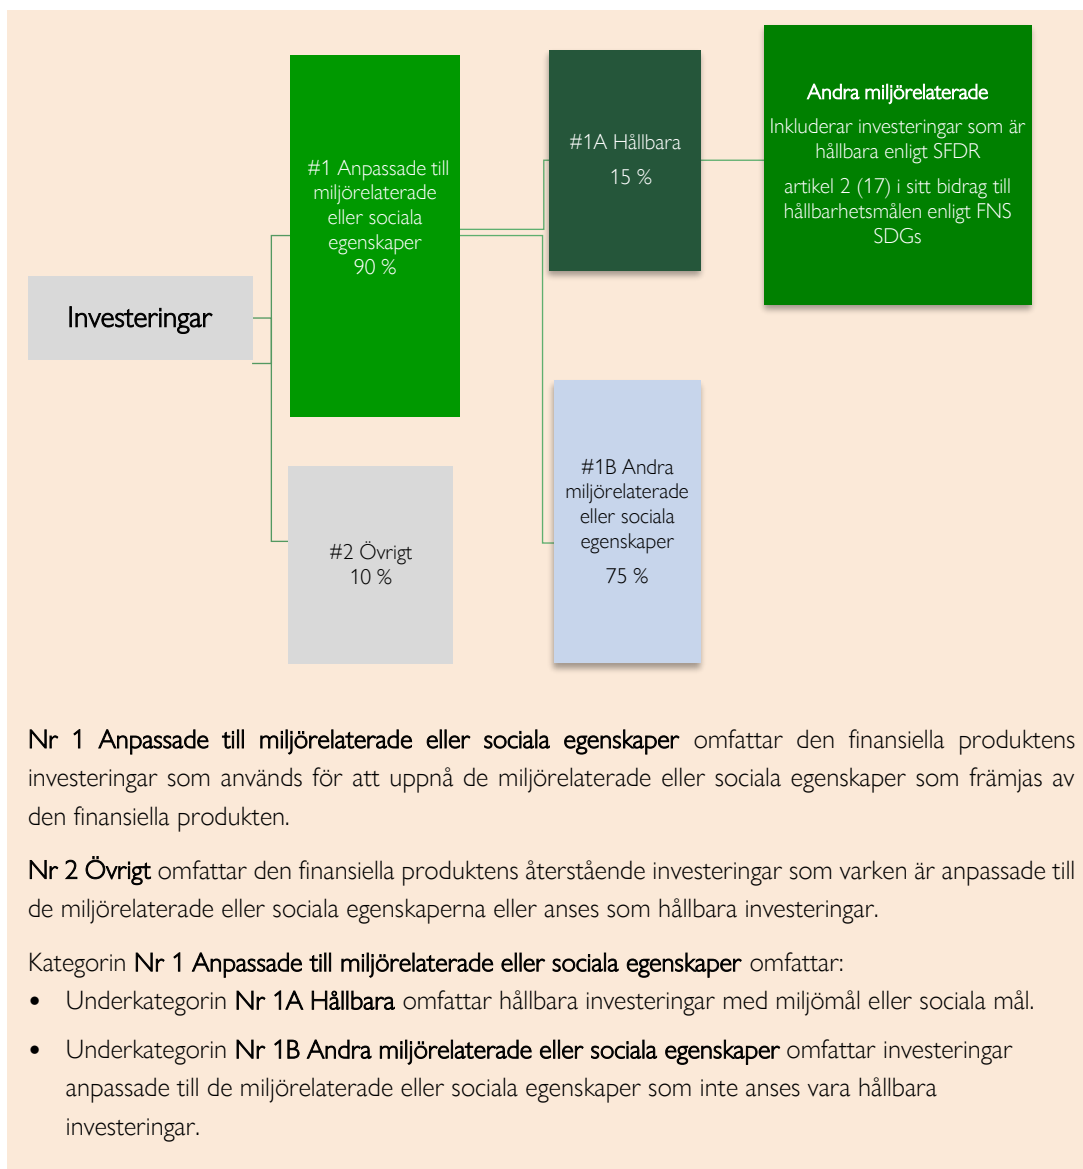 Investeringar
#1 Anpassade till
miljörelaterade
eller sociala
egenskaper
90 %
#2 Övrigt
10 %
#1A Hållbara
15 %
#1B Andra
miljörelaterade
eller sociala
egenskaper
75 %
Andra miljörelaterade
Inkluderar investeringar som är
hållbara enligt SFDR
artikel 2 (17) i sitt bidrag till
hållbarhetsmålen enligt FNS
SDGs
Nr 1 Anpassade till miljörelaterade eller sociala egenskaper omfattar den finansiella produktens
investeringar som används för att uppnå de miljörelaterade eller sociala egenskaper som främjas av
den finansiella produkten.
Nr 2 Övrigt omfattar den finansiella produktens återstående investeringar som varken är anpassade till
de miljörelaterade eller sociala egenskaperna eller anses som hållbara investeringar.
Kategorin Nr 1 Anpassade till miljörelaterade eller sociala egenskaper omfattar:
• Underkategorin Nr 1A Hållbara omfattar hållbara investeringar med miljömål eller sociala mål.
• Underkategorin Nr 1B Andra miljörelaterade eller sociala egenskaper omfattar investeringar
anpassade till de miljörelaterade eller sociala egenskaper som inte anses vara hållbara
investeringar.